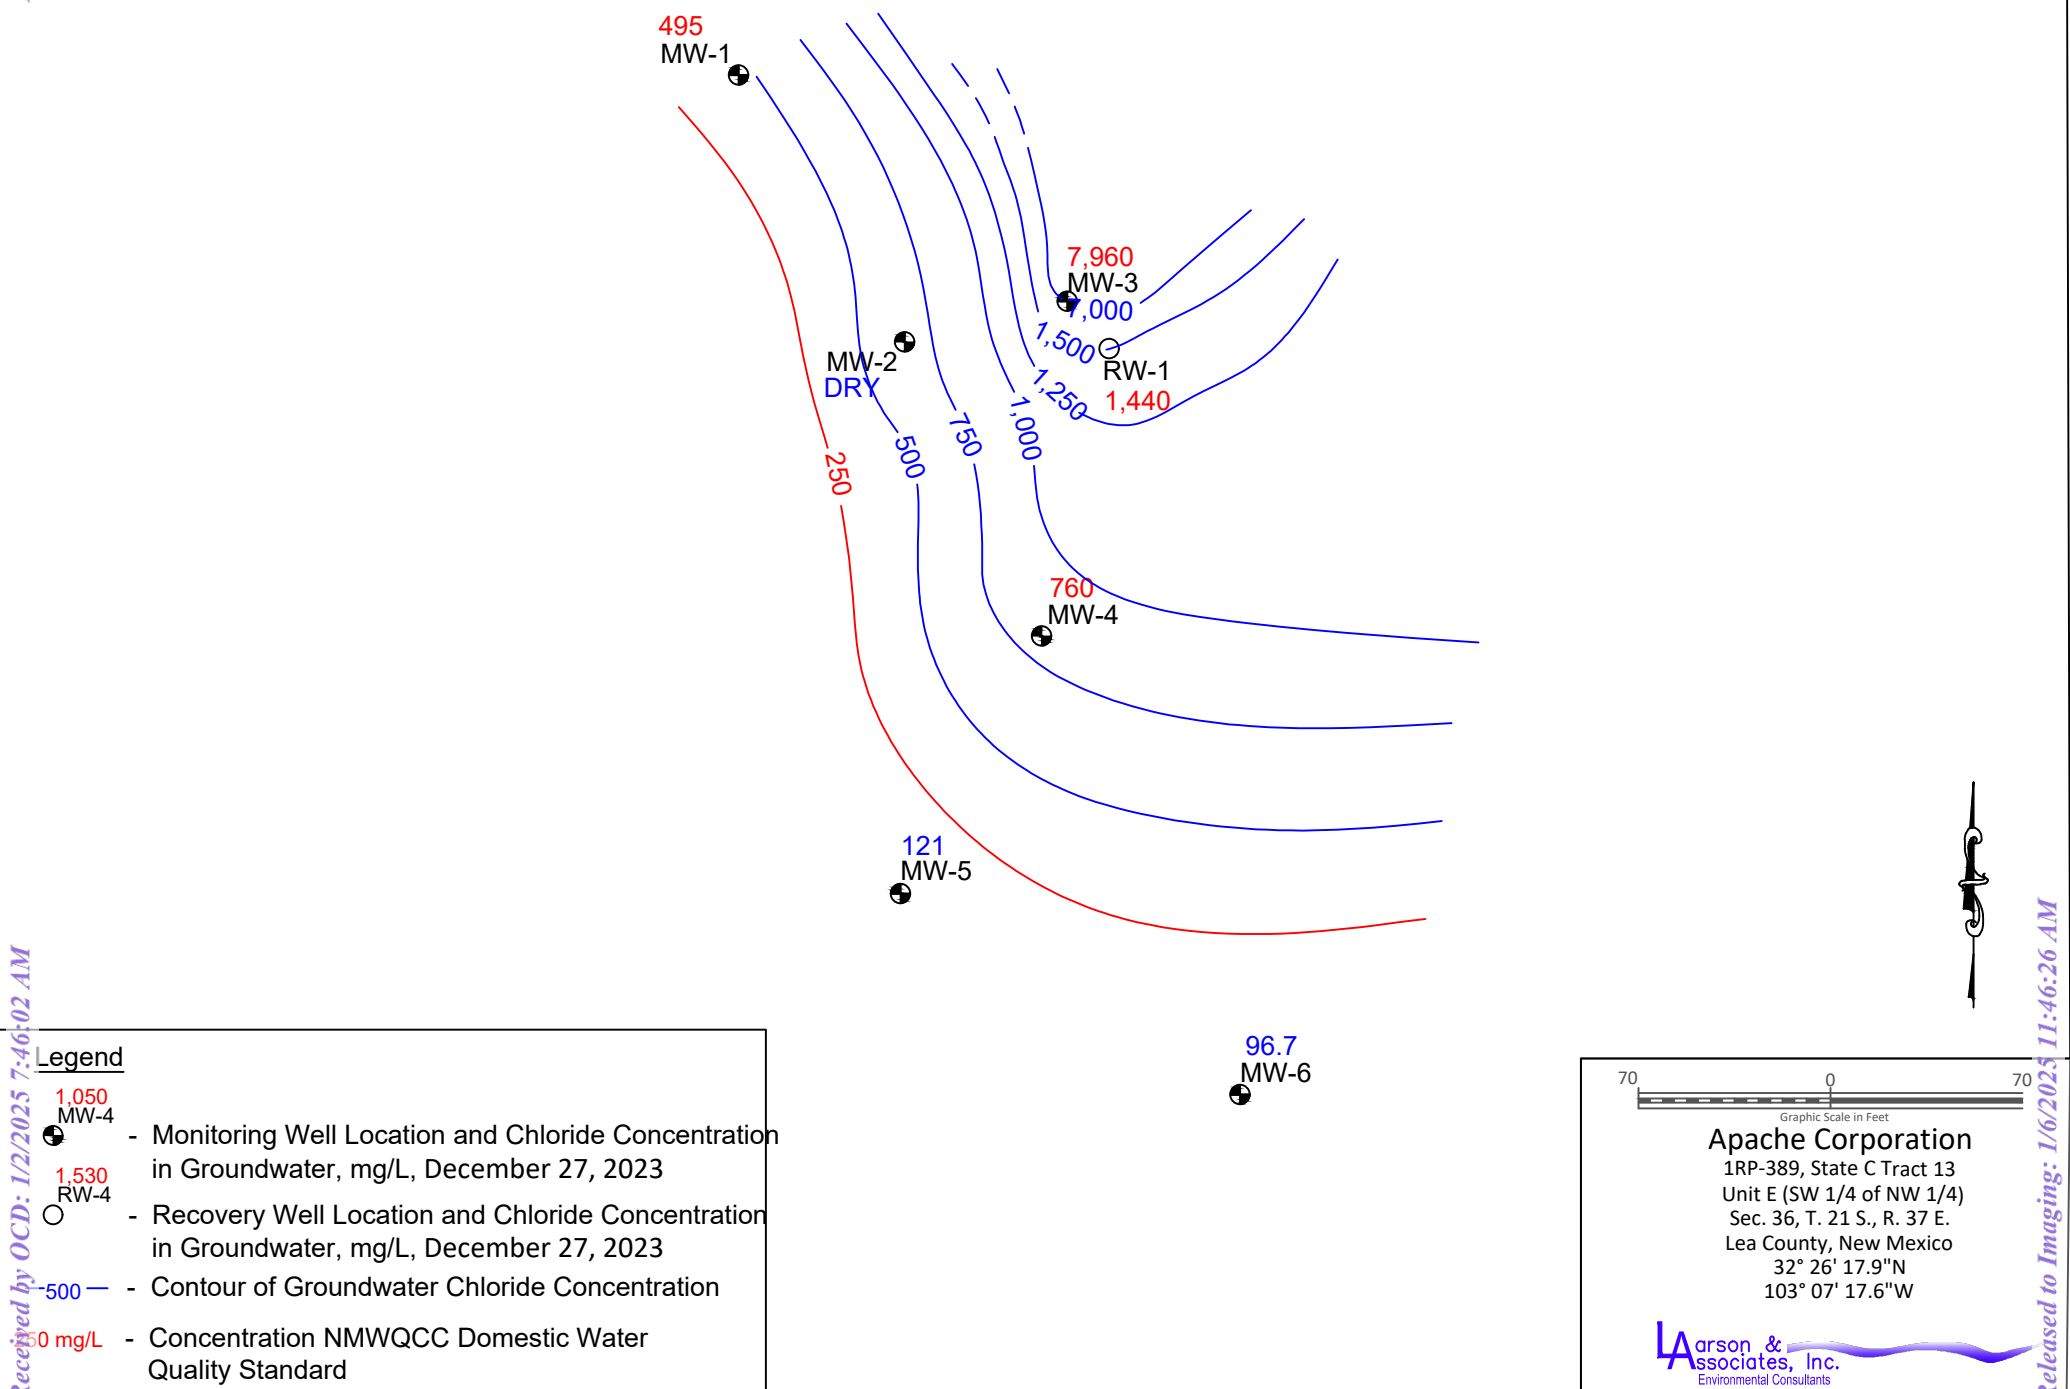 495
MW-1
7,960
MW-3
7,000
1,500
RW-1
1,440
1,250
MW-2
DRY
1,000
750
500
250
760
MW-4
121
MW-5
96.7
MW-6
Received by OCD: 1/2/2025 7:46:02 AM
Released to Imaging: 1/6/2025 11:46:26 AM
Legend
1,050
MW-4
- Monitoring Well Location and Chloride Concentration
in Groundwater, mg/L, December 27, 2023
1,530
RW-4
- Recovery Well Location and Chloride Concentration
in Groundwater, mg/L, December 27, 2023
500 - Contour of Groundwater Chloride Concentration
250 mg/L - Concentration NMWQCC Domestic Water
Quality Standard
70 0 70
Graphic Scale in Feet
Apache Corporation
1RP-389, State C Tract 13
Unit E (SW 1/4 of NW 1/4)
Sec. 36, T. 21 S., R. 37 E.
Lea County, New Mexico
32° 26' 17.9"N
103° 07' 17.6"W
Larson &
Associates, Inc.
Environmental Consultants